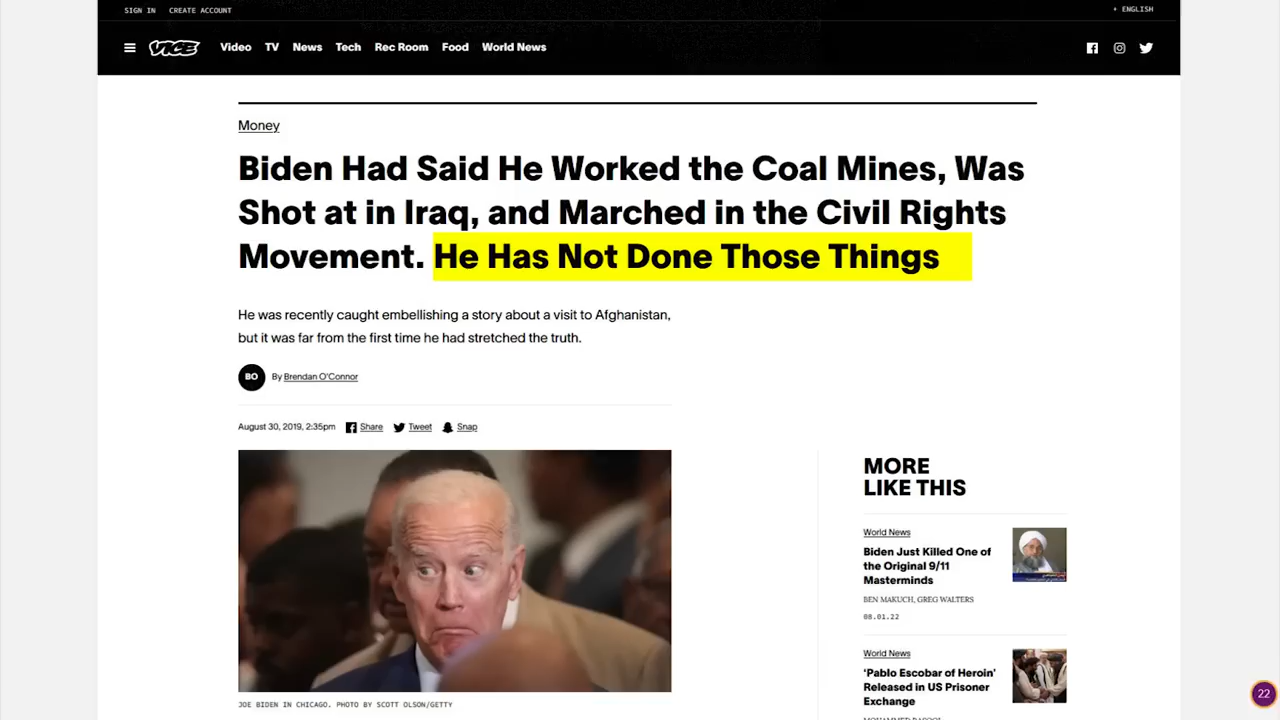 SIGN IN CREATE ACCOUNT
+ ENGLISH
VICE Video TV News Tech Rec Room Food World News
Money
Biden Had Said He Worked the Coal Mines, Was
Shot at in Iraq, and Marched in the Civil Rights
Movement. He Has Not Done Those Things
He was recently caught embellishing a story about a visit to Afghanistan,
but it was far from the first time he had stretched the truth.
BO By Brendan O'Connor
August 30, 2019, 2:35pm Share Tweet Snap
JOE BIDEN IN CHICAGO. PHOTO BY SCOTT OLSON/GETTY
MORE
LIKE THIS
World News
Biden Just Killed One of
the Original 9/11
Masterminds
BEN MAKUCH, GREG WALTERS
08.01.22
World News
‘Pablo Escobar of Heroin’
Released in US Prisoner
Exchange
22